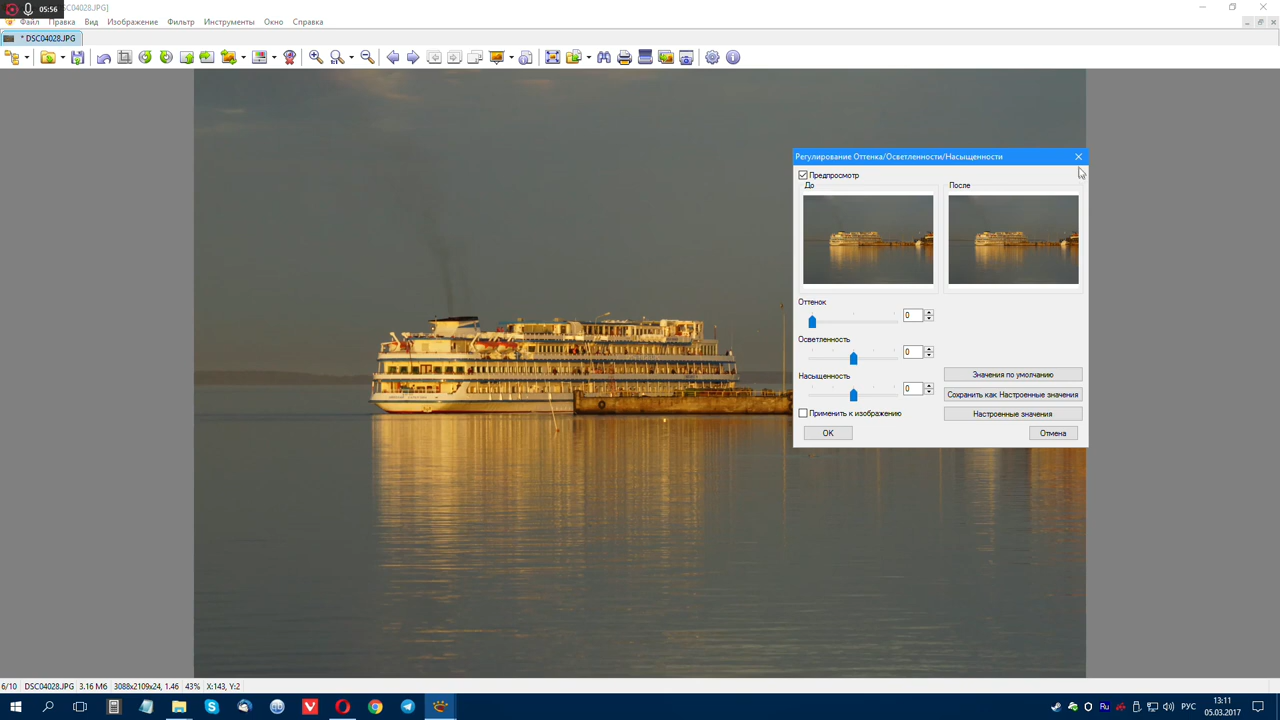 05:56
SC04028.JPG]
Файл Правка Вид Изображение Фильтр Инструменты Окно Справка
* DSC04028.JPG
Регулирование Оттенка/Осветленности/Насыщенности
Предпросмотр
До После
Оттенок
0
Осветленность
0
Значения по умолчанию
Насыщенность
0
Сохранить как Настроенные значения
Применить к изображению
Настроенные значения
OK Отмена
6/10 DSC04028.JPG 3.16 Мб 3088x2109x24, 1.46 43% X:143, Y:2
Ru РУС
13:11
05.03.2017